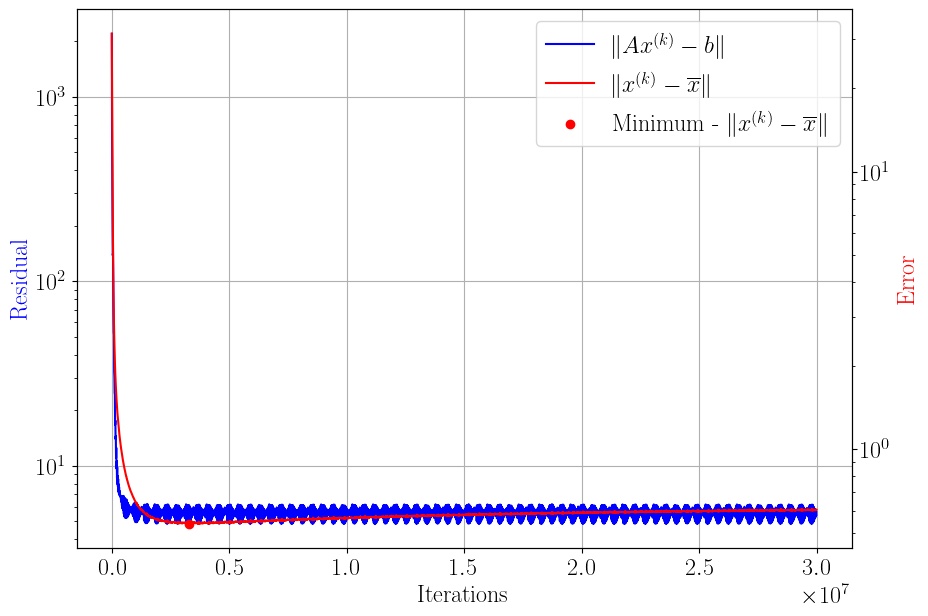 ‖Ax^{(k)} − b‖
‖x^{(k)} − x̅‖
Minimum - ‖x^{(k)} − x̅‖
Residual
10^3
10^2
10^1
Error
10^1
10^0
0.0 0.5 1.0 1.5 2.0 2.5 3.0
Iterations
×10^7